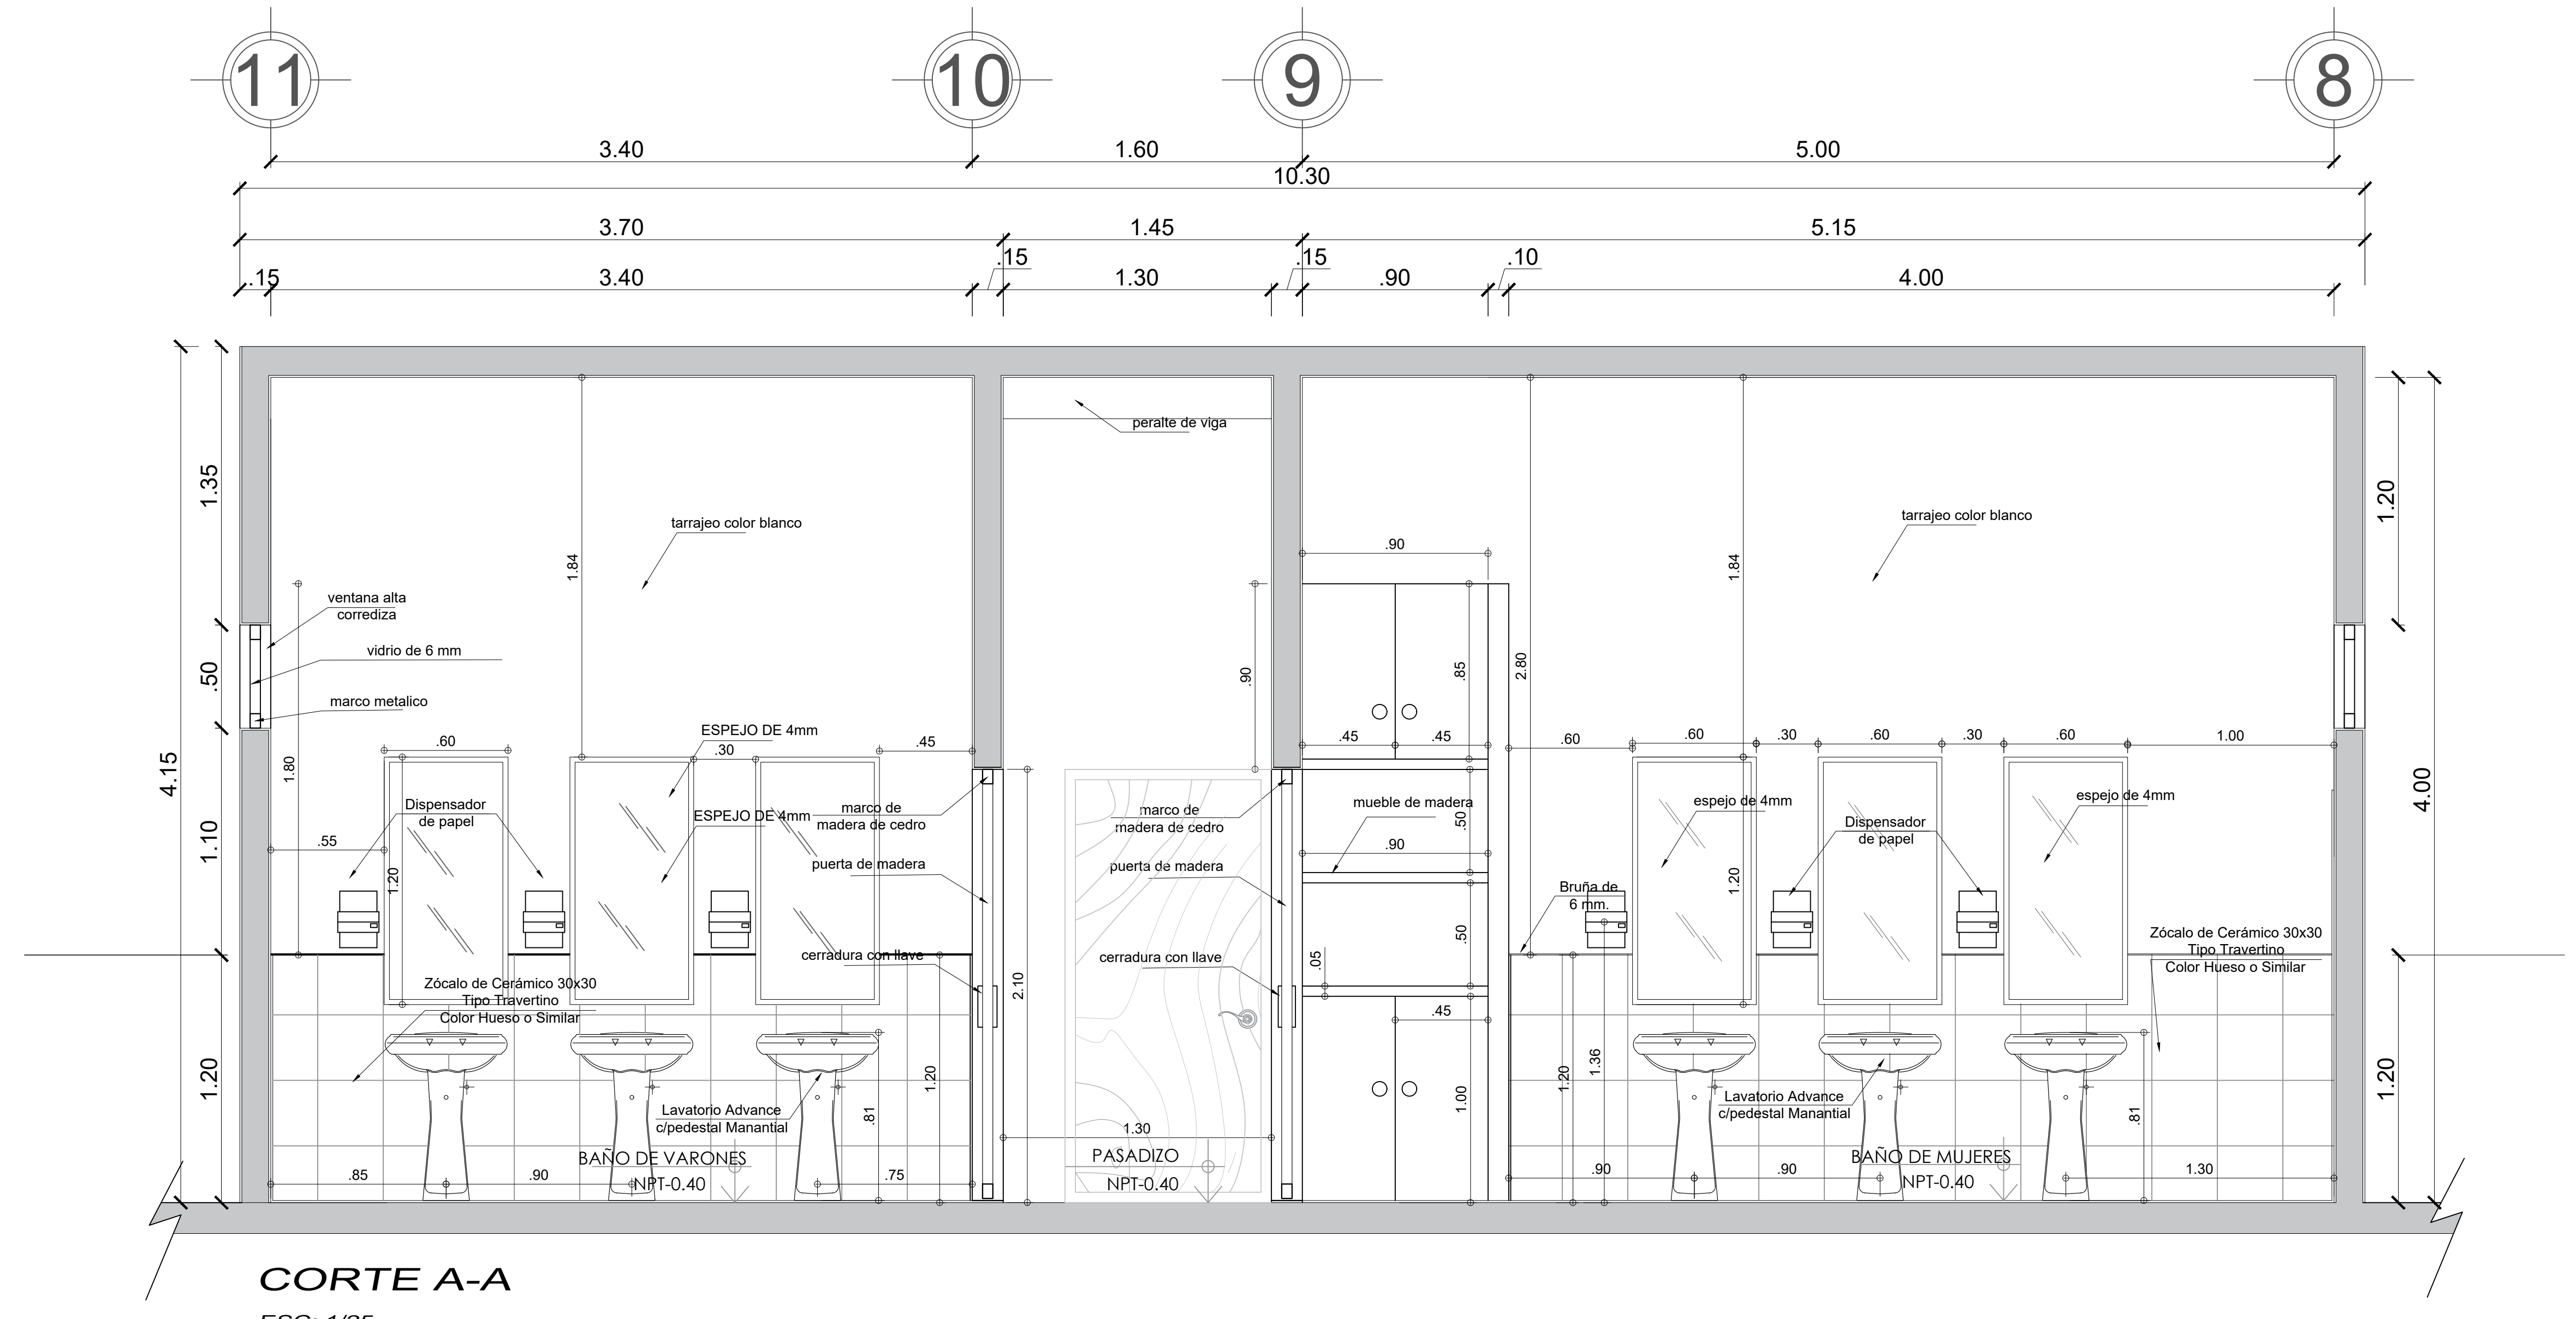 11
10
9
8
3.40
1.60
5.00
10.30
3.70
1.45
5.15
.15
3.40
.15
1.30
.15
.90
.10
4.00
peralte de viga
1.35
1.20
tarrajeo color blanco
tarrajeo color blanco
.90
1.84
1.84
ventana alta
corrediza
vidrio de 6 mm
marco metalico
.50
.90
.85
2.80
4.15
1.80
.60
ESPEJO DE 4mm
.30
.45
.45
.45
.60
.60
.30
.60
.30
.60
1.00
4.00
Dispensador
de papel
ESPEJO DE 4mm
marco de
madera de cedro
marco de
madera de cedro
mueble de madera
.50
.90
espejo de 4mm
Dispensador
de papel
espejo de 4mm
1.10
.55
1.20
puerta de madera
puerta de madera
1.20
Bruña de
6 mm.
.50
.05
cerradura con llave
cerradura con llave
2.10
Zócalo de Cerámico 30x30
Tipo Travertino
Color Hueso o Similar
Zócalo de Cerámico 30x30
Tipo Travertino
Color Hueso o Similar
.45
1.20
1.20
.81
1.00
1.20
1.36
.81
1.20
Lavatorio Advance
c/pedestal Manantial
Lavatorio Advance
c/pedestal Manantial
1.30
BAÑO DE VARONES
NPT-0.40
PASADIZO
NPT-0.40
BAÑO DE MUJERES
NPT-0.40
.85
.90
.75
.90
.90
1.30
CORTE A-A
ESC: 1/25